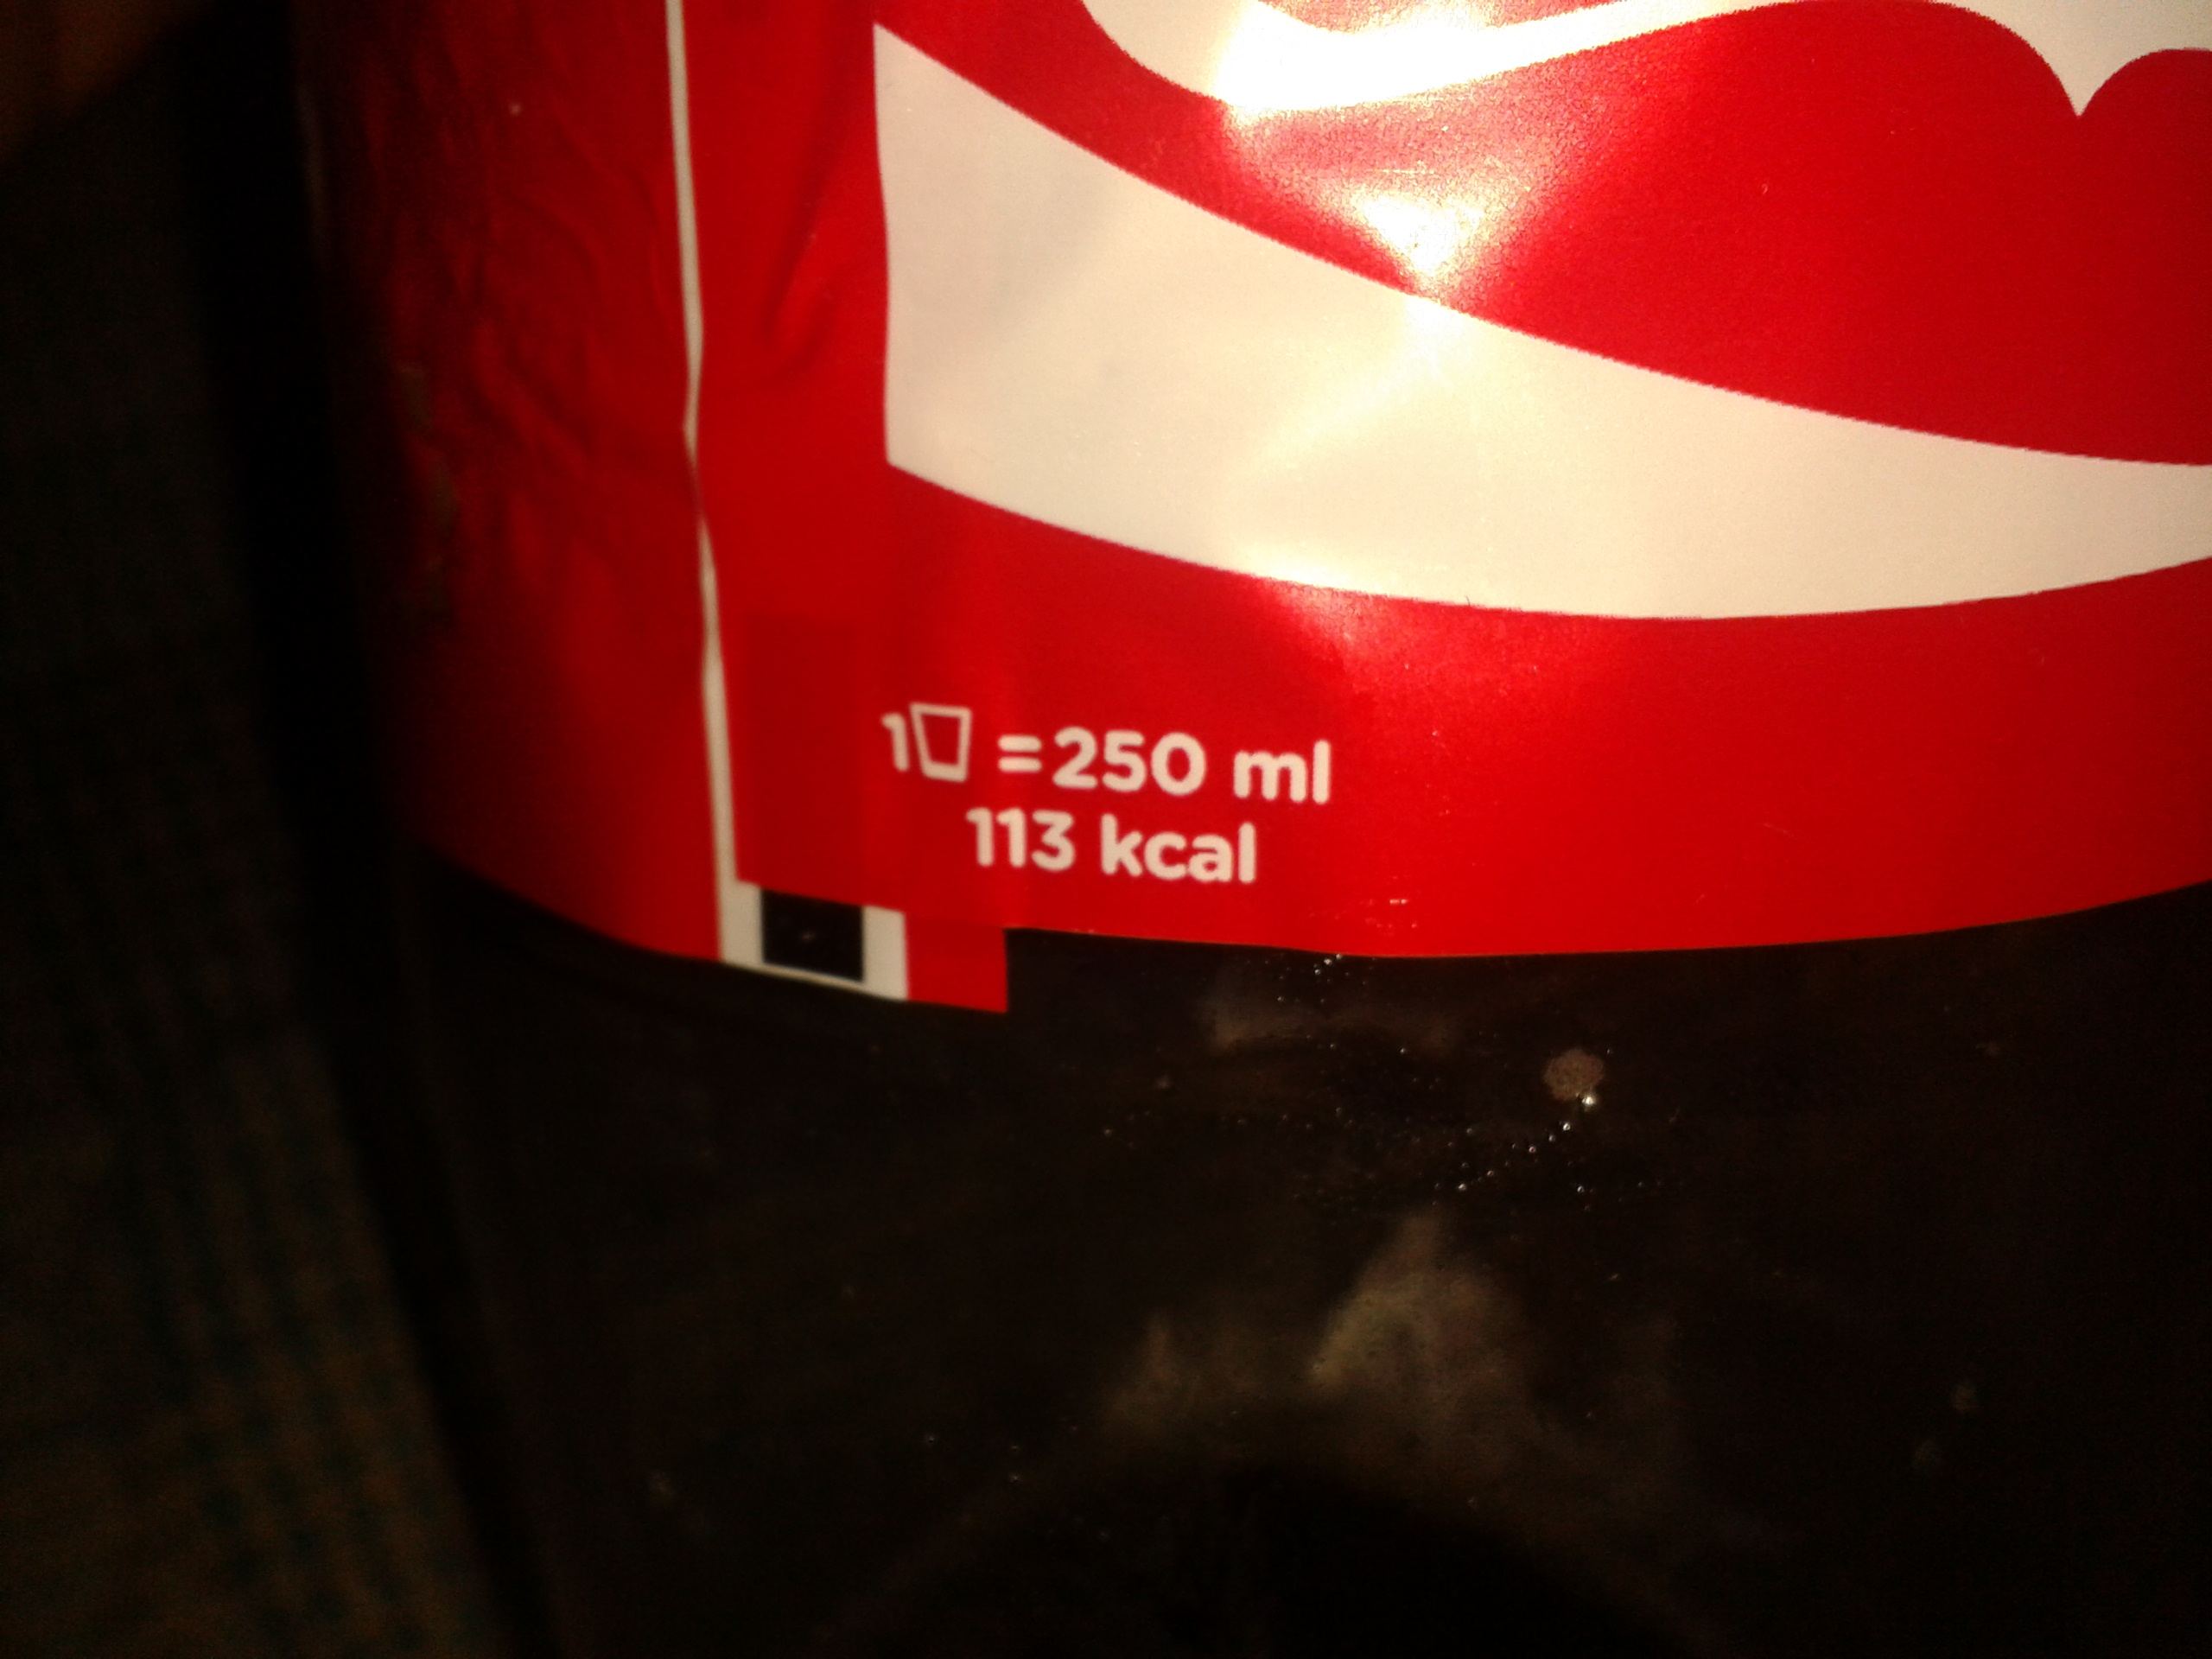 1 = 250 ml
113 kcal